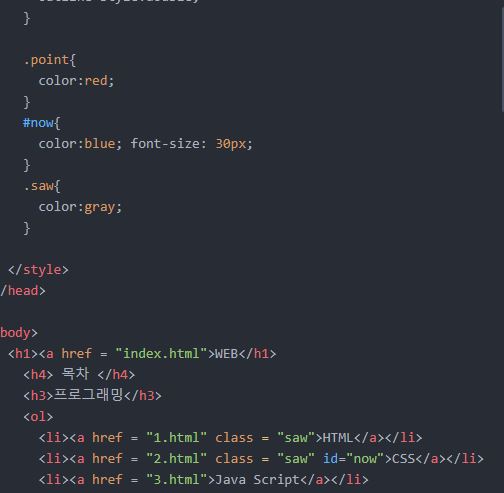 }
.point{
color:red;
}
#now{
color:blue; font-size: 30px;
}
.saw{
color:gray;
}
</style>
/head>
body>
<h1><a href = "index.html">WEB</h1>
<h4> 목차 </h4>
<h3>프로그래밍</h3>
<ol>
<li><a href = "1.html" class = "saw">HTML</a></li>
<li><a href = "2.html" class = "saw" id="now">CSS</a></li>
<li><a href = "3.html">Java Script</a></li>